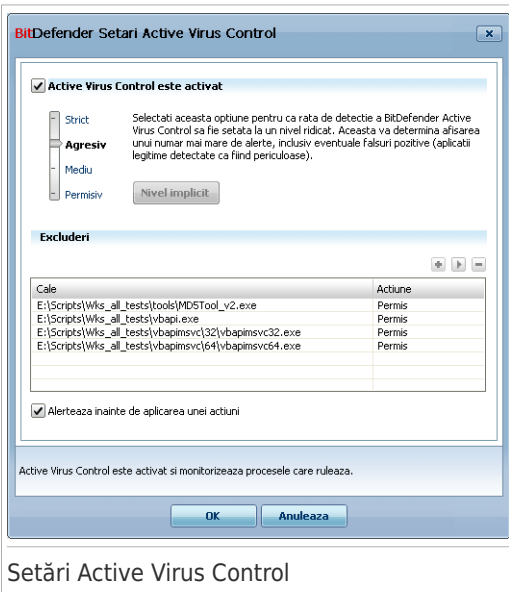 BitDefender Setari Active Virus Control
Active Virus Control este activat
Strict
Agresiv
Mediu
Permisiv
Selectati aceasta optiune pentru ca rata de detectie a BitDefender Active
Virus Control sa fie setata la un nivel ridicat. Aceasta va determina afisarea
unui numar mai mare de alerte, inclusiv eventuale falsuri pozitive (aplicatii
legitime detectate ca fiind periculoase).
Nivel implicit
Excluderi
Cale Actiune
E:\Scripts\Wks_all_tests\tools\MD5Tool_v2.exe Permis
E:\Scripts\Wks_all_tests\vbapi.exe Permis
E:\Scripts\Wks_all_tests\vbapimsvc\32\vbapimsvc32.exe Permis
E:\Scripts\Wks_all_tests\vbapimsvc\64\vbapimsvc64.exe Permis
Alerteaza inainte de aplicarea unei actiuni
Active Virus Control este activat si monitorizeaza procesele care ruleaza.
OK Anuleaza
Setări Active Virus Control